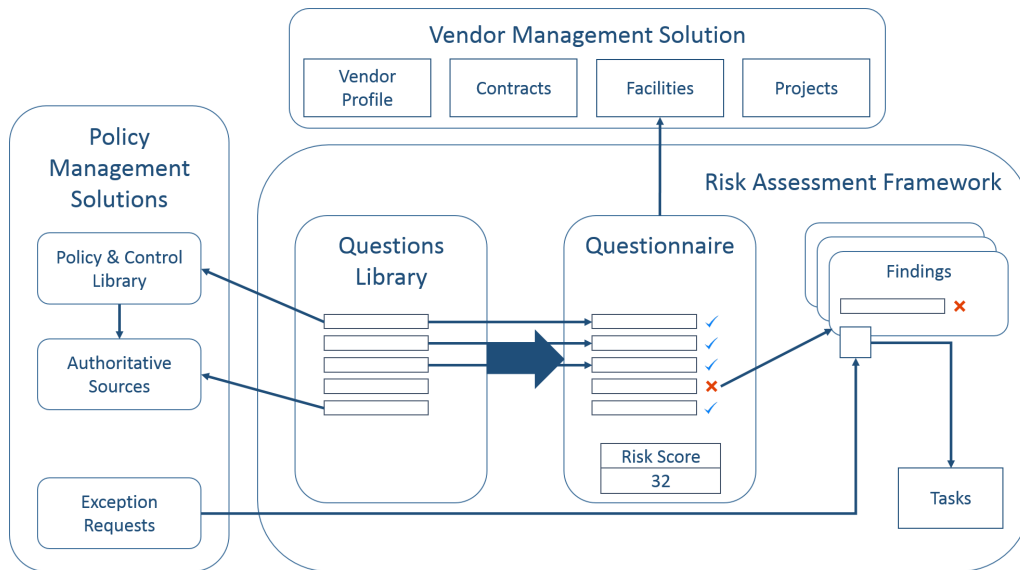 Vendor Management Solution
Vendor
Profile
Contracts
Facilities
Projects
Policy
Management
Solutions
Policy & Control
Library
Authoritative
Sources
Exception
Requests
Risk Assessment Framework
Questions
Library
Questionnaire
Risk Score
32
Findings
Tasks